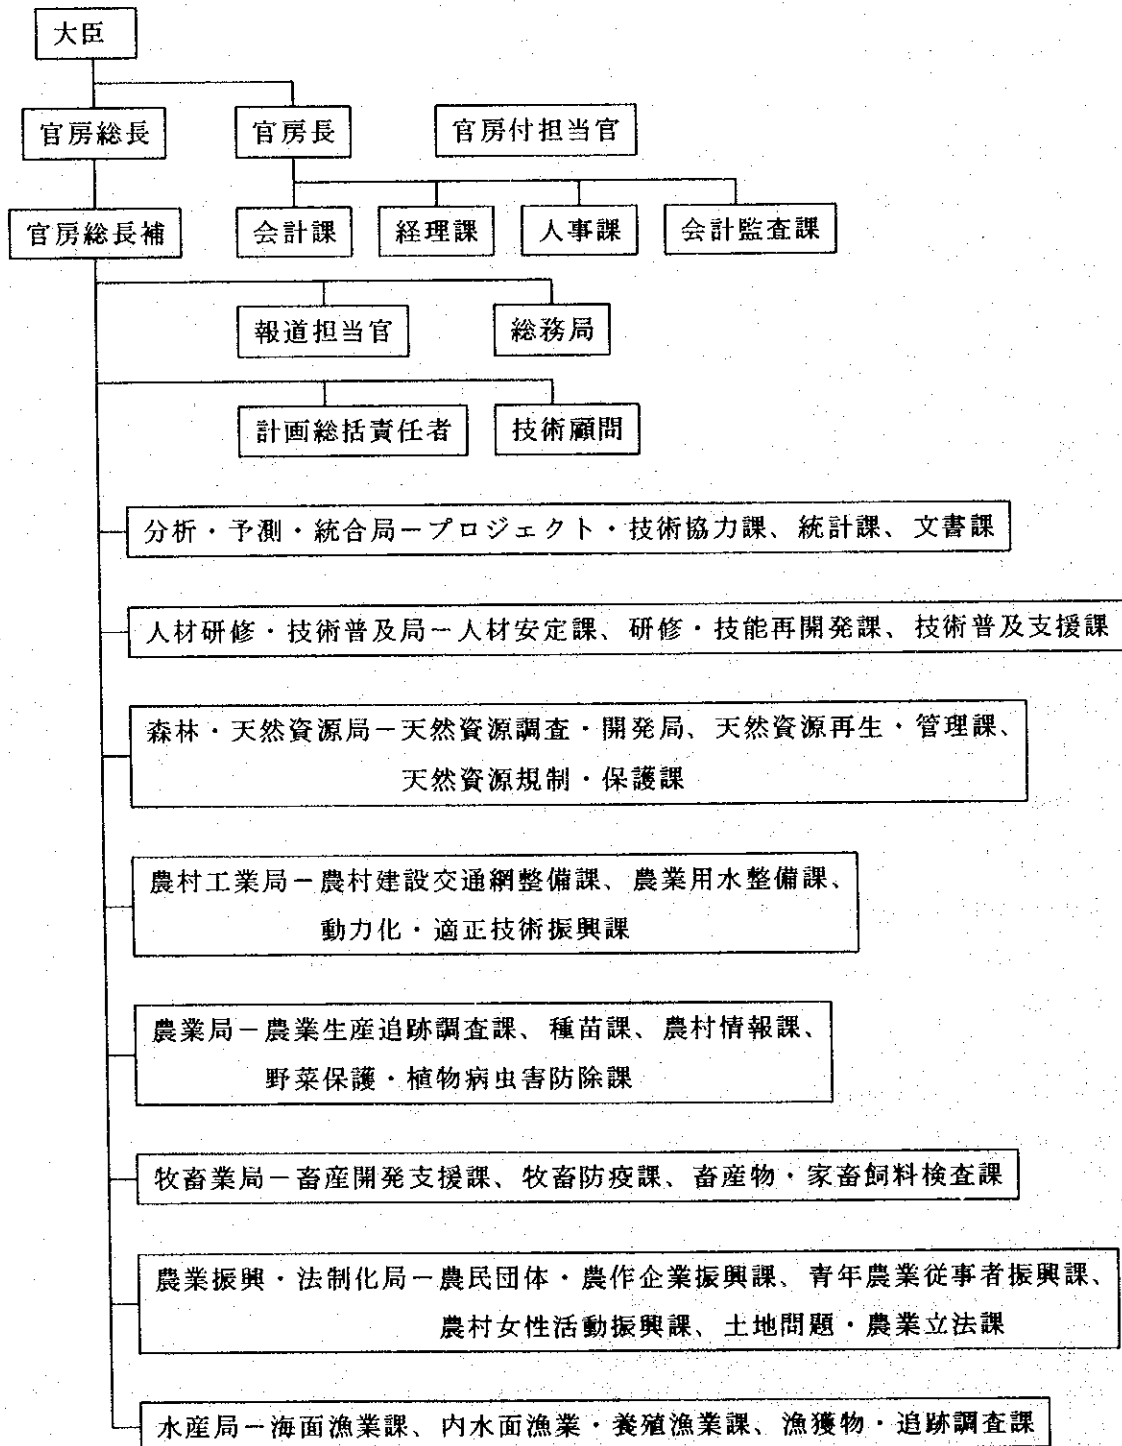 大臣
官房総長
官房長
官房付担当官
官房総長補
会計課
経理課
人事課
会計監査課
報道担当官
総務局
計画総括責任者
技術顧問
分析・予測・統合局－プロジェクト・技術協力課、統計課、文書課
人材研修・技術普及局－人材安定課、研修・技能再開発課、技術普及支援課
森林・天然資源局－天然資源調査・開発局、天然資源再生・管理課、
天然資源規制・保護課
農村工業局－農村建設交通網整備課、農業用水整備課、
動力化・適正技術振興課
農業局－農業生産追跡調査課、種苗課、農村情報課、
野菜保護・植物病虫害防除課
牧畜業局－畜産開発支援課、牧畜防疫課、畜産物・家畜飼料検査課
農業振興・法制化局－農民団体・農作企業振興課、青年農業従事者振興課、
農村女性活動振興課、土地問題・農業立法課
水産局－海面漁業課、内水面漁業・養殖漁業課、漁獲物・追跡調査課